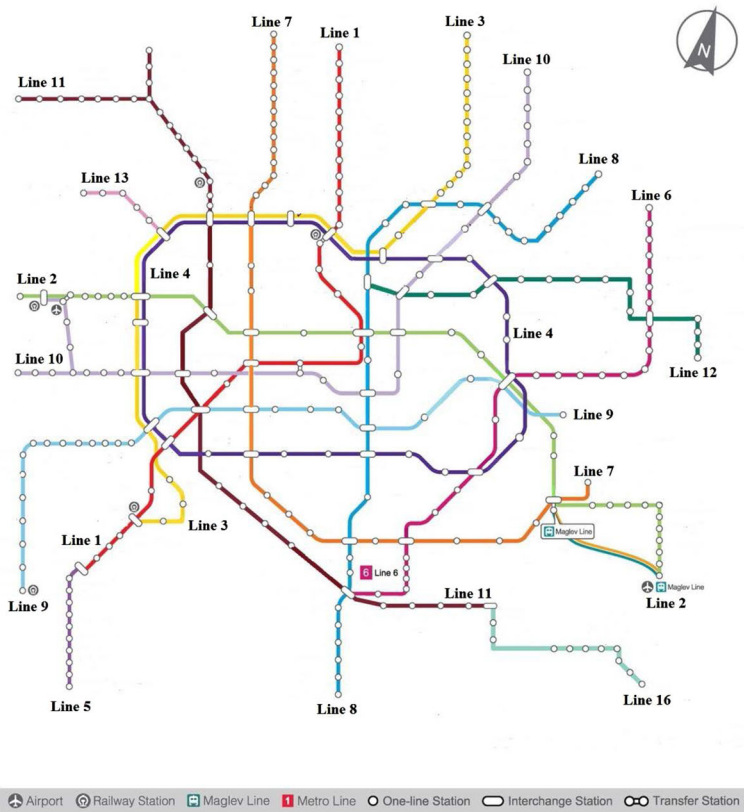 Line 7
Line 3
Line 1
N
Line 10
Line 11
Line 8
Line 13
Line 6
Line 4
Line 2
Line 4
Line 10
Line 12
Line 9
Line 7
Line 3
Maglev Line
Line 1
6 Line 6
Maglev Line
Line 11
Line 2
Line 9
Line 16
Line 5
Line 8
Airport Railway Station Maglev Line 1 Metro Line One-line Station Interchange Station Transfer Station